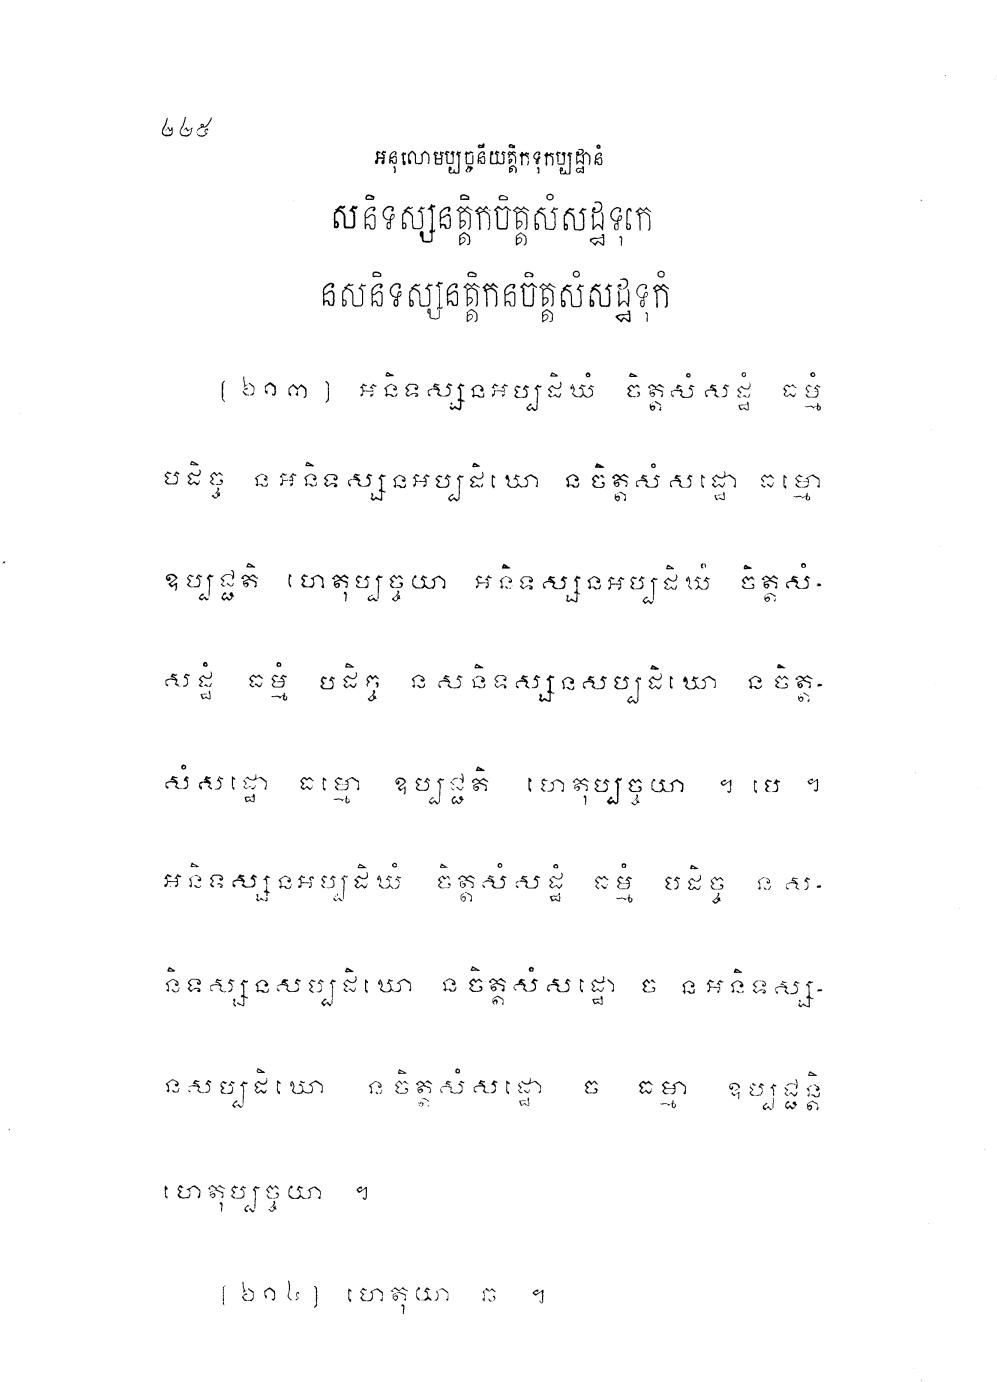 ២២៥
អនុលោមប្បច្ចនីយត្តិកទុកប្បដ្ឋានំ
សនិទស្សនត្តិកចិត្តសំសដ្ឋទុកេ
នសនិទស្សនត្តិកនចិត្តសំសដ្ឋទុកំ
[៦១៣] អនិទស្សនអប្បដិឃំ ចិត្តសំសដ្ឋំ ធម្មំ
បដិច្ច នអនិទស្សនអប្បដិឃោ នចិត្តសំសដ្ឋោ ធម្មោ
ឧប្បជ្ជតិ ហេតុប្បច្ចយា អនិទស្សនអប្បដិឃំ ចិត្តសំ-
សដ្ឋំ ធម្មំ បដិច្ច នសនិទស្សនសប្បដិឃោ នចិត្ត-
សំសដ្ឋោ ធម្មោ ឧប្បជ្ជតិ ហេតុប្បច្ចយា ។ បេ ។
អនិទស្សនអប្បដិឃំ ចិត្តសំសដ្ឋំ ធម្មំ បដិច្ច នស-
និទស្សនសប្បដិឃោ នចិត្តសំសដ្ឋោ ច នអនិទស្ស-
នសប្បដិឃោ នចិត្តសំសដ្ឋោ ច ធម្មា ឧប្បជ្ជន្តិ
ហេតុប្បច្ចយា ។
[៦១៤] ហេតុយា ឆ ។